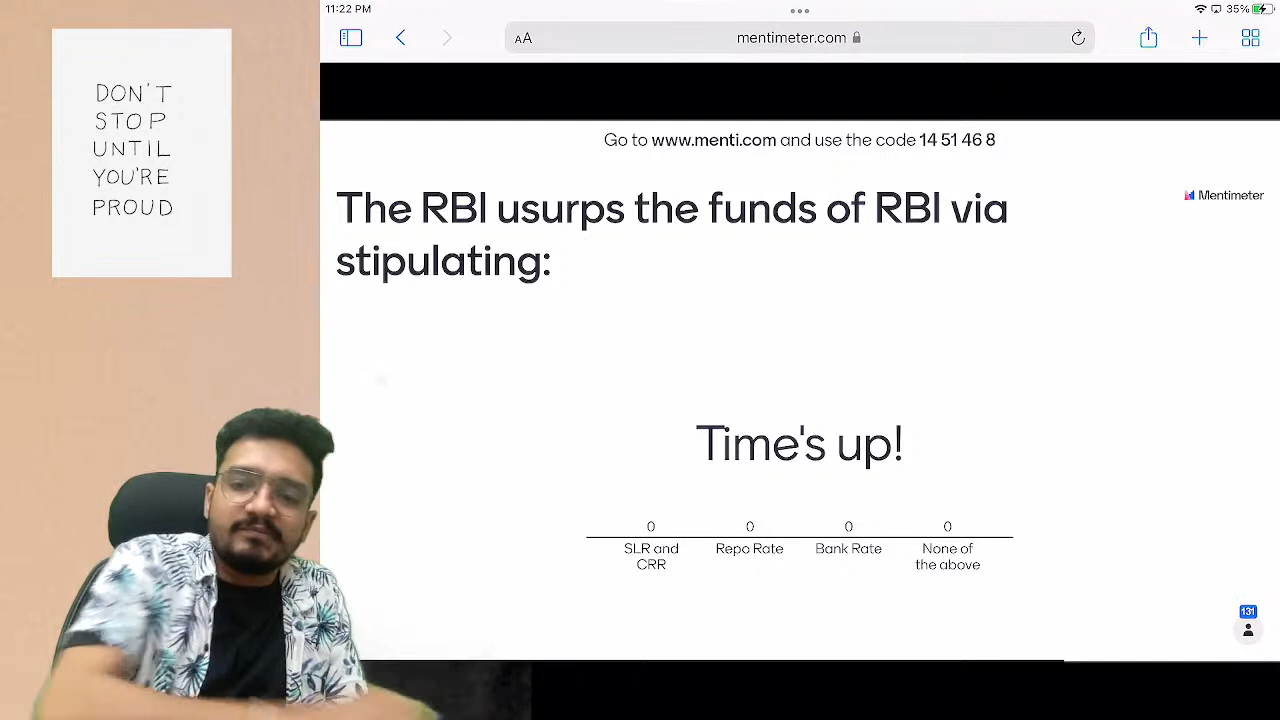 11:22 PM
35%
AA
mentimeter.com
DON'T
STOP
UNTIL
YOU'RE
PROUD
Go to www.menti.com and use the code 14 51 46 8
Mentimeter
The RBI usurps the funds of RBI via
stipulating:
Time's up!
0 0 0 0
SLR and Repo Rate Bank Rate None of
CRR the above
131